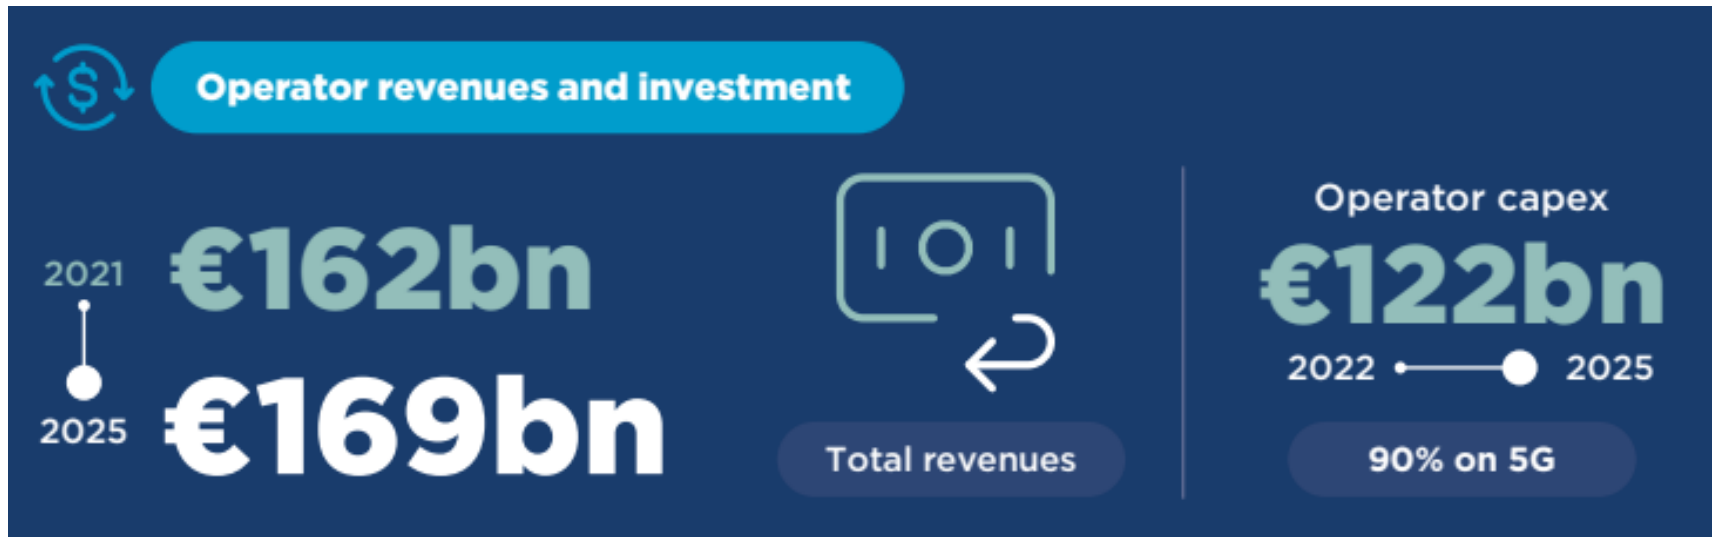 Operator revenues and investment
2021
€162bn
2025
€169bn
Total revenues
Operator capex
€122bn
2022 2025
90% on 5G